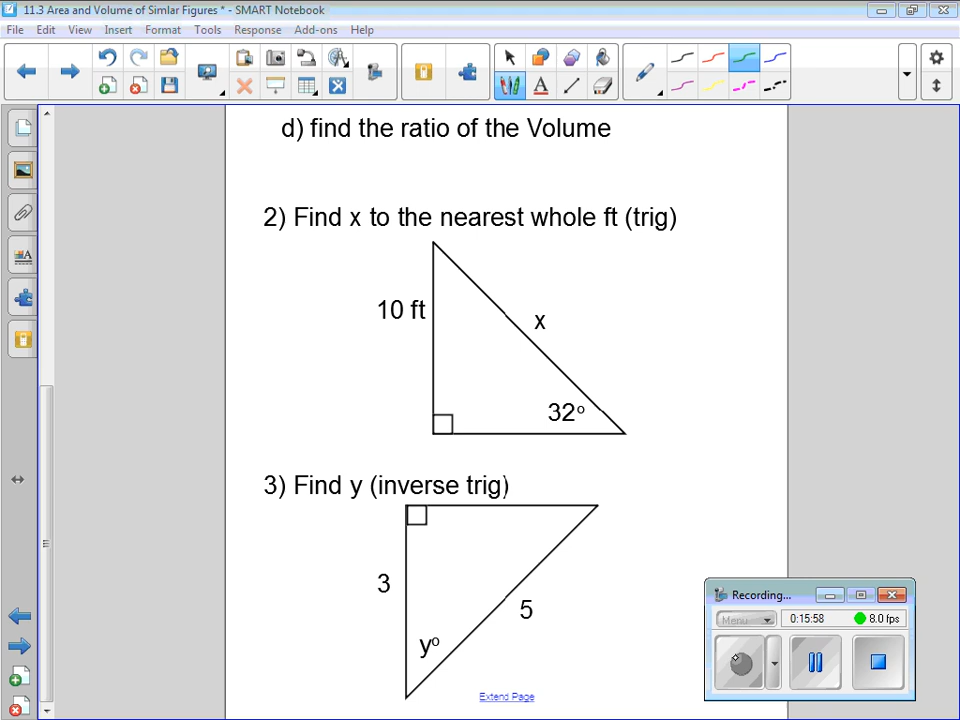 11.3 Area and Volume of Simlar Figures * - SMART Notebook
File Edit View Insert Format Tools Response Add-ons Help
d) find the ratio of the Volume
2) Find x to the nearest whole ft (trig)
10 ft
x
32º
3) Find y (inverse trig)
3
5
yº
Extend Page
Recording...
Menu
0:15:58
8.0 fps